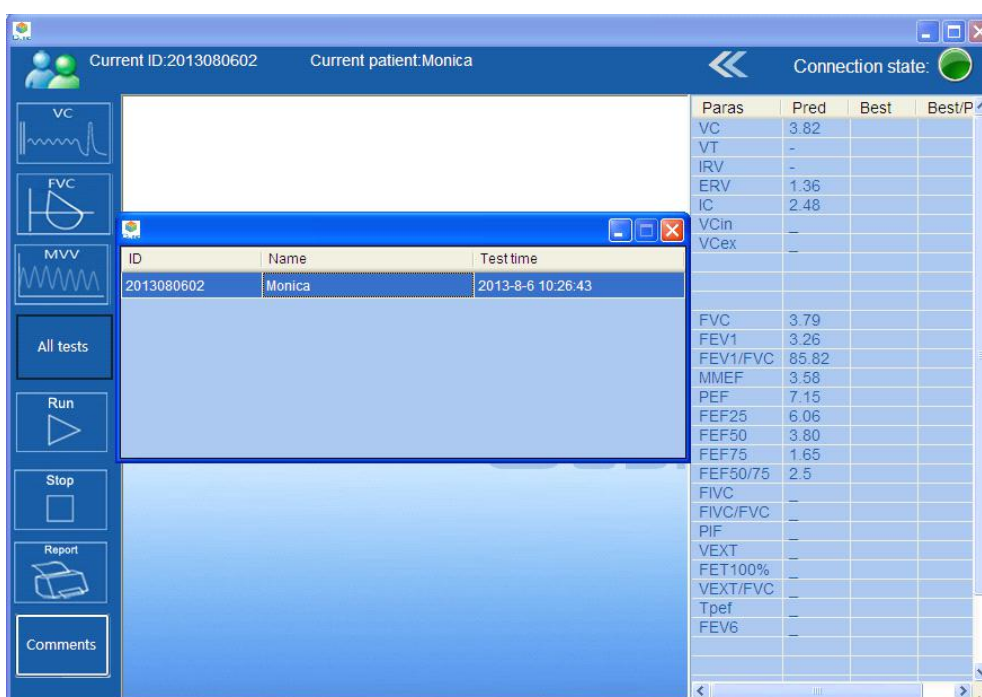 Current ID:2013080602 Current patient:Monica Connection state:
VC
FVC
MVV
All tests
Run
Stop
Report
Comments
ID Name Test time
2013080602 Monica 2013-8-6 10:26:43
Paras Pred Best Best/P
VC 3.82
VT -
IRV -
ERV 1.36
IC 2.48
VCin _
VCex _
FVC 3.79
FEV1 3.26
FEV1/FVC 85.82
MMEF 3.58
PEF 7.15
FEF25 6.06
FEF50 3.80
FEF75 1.65
FEF50/75 2.5
FIVC _
FIVC/FVC _
PIF _
VEXT _
FET100% _
VEXT/FVC _
Tpef _
FEV6 _